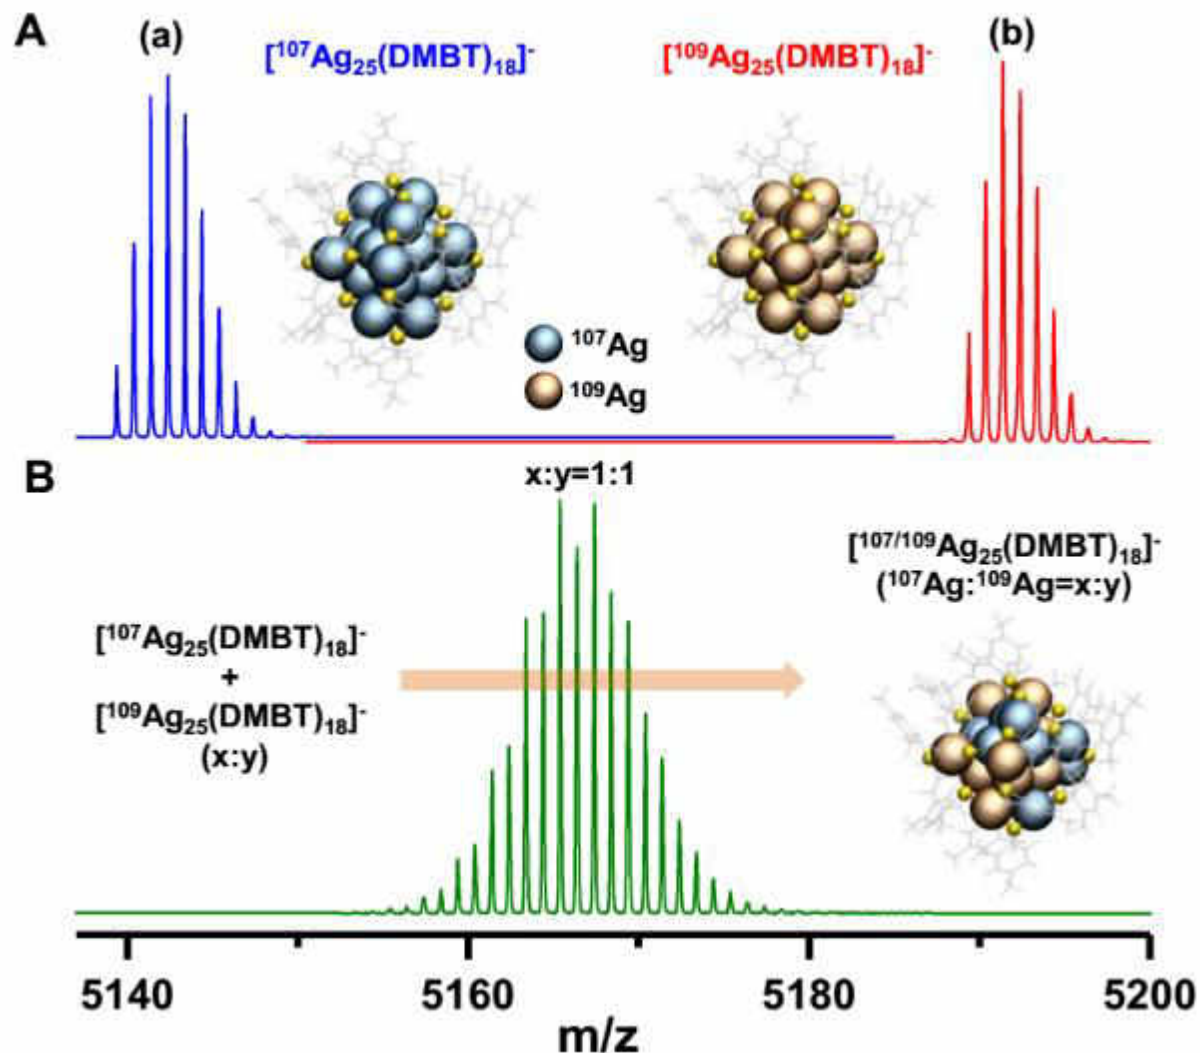 A
(a)
[¹⁰⁷Ag₂₅(DMBT)₁₈]⁻
[¹⁰⁹Ag₂₅(DMBT)₁₈]⁻
(b)
¹⁰⁷Ag
¹⁰⁹Ag
B
x:y=1:1
[¹⁰⁷Ag₂₅(DMBT)₁₈]⁻
+
[¹⁰⁹Ag₂₅(DMBT)₁₈]⁻
(x:y)
[¹⁰⁷/¹⁰⁹Ag₂₅(DMBT)₁₈]⁻
(¹⁰⁷Ag:¹⁰⁹Ag=x:y)
5140 5160 5180 5200
m/z